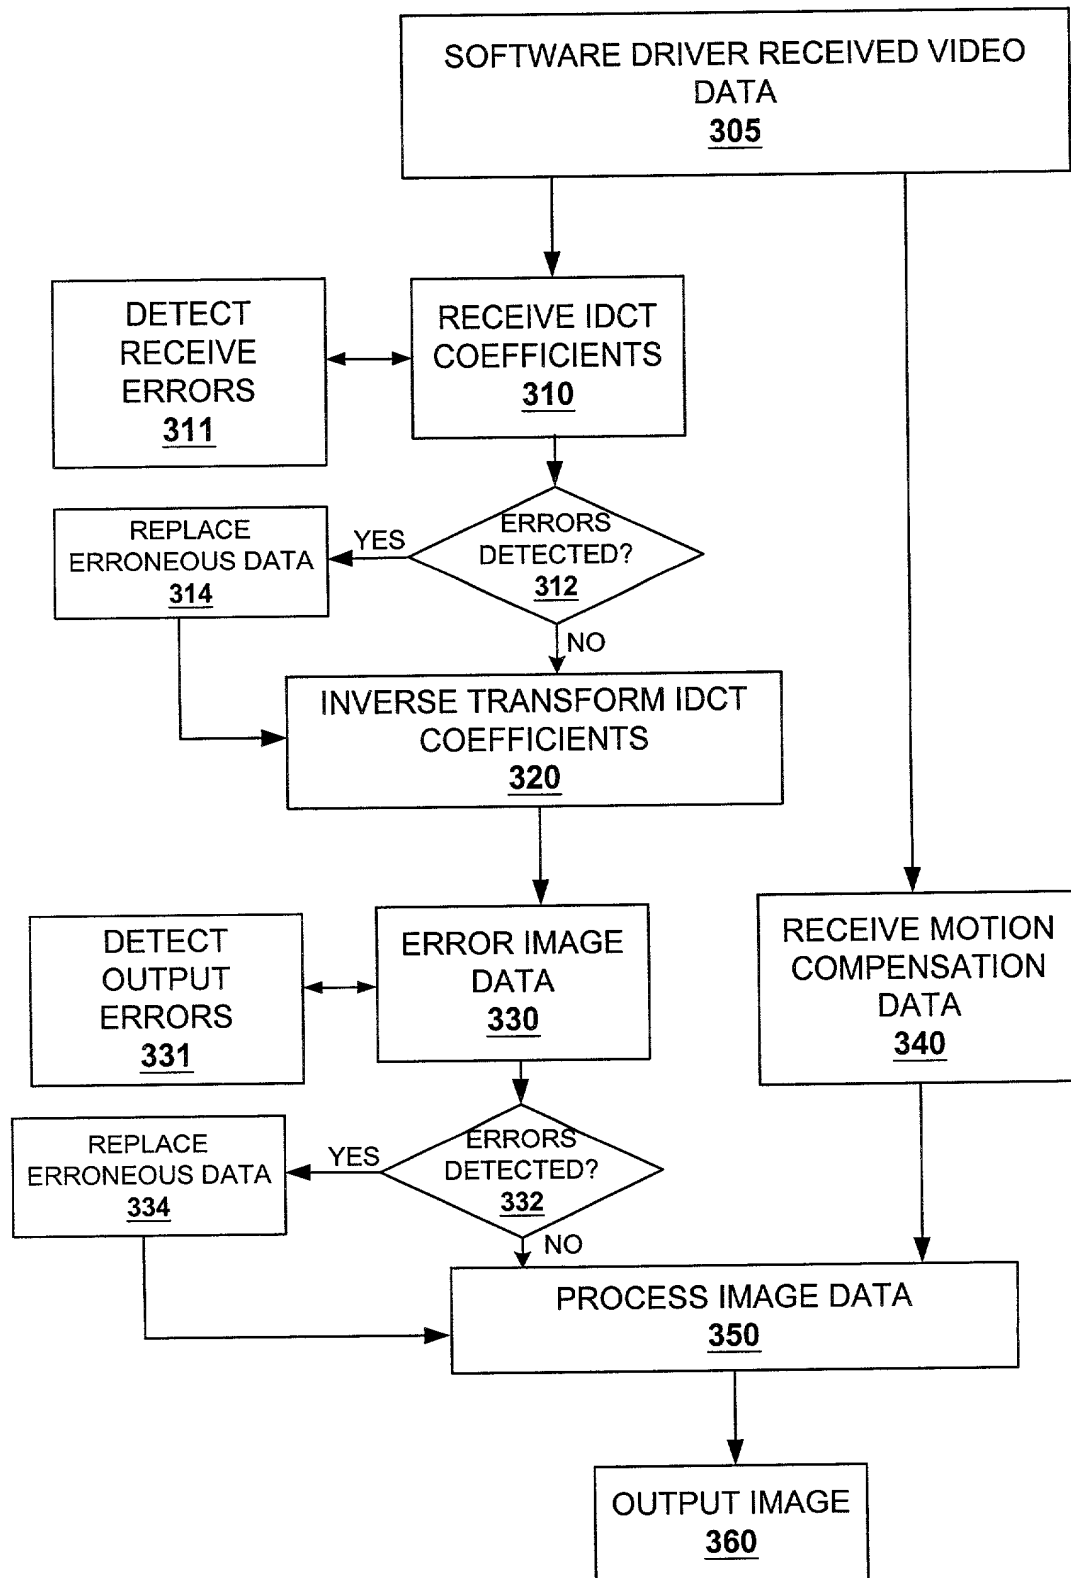 SOFTWARE DRIVER RECEIVED VIDEO
DATA
305
DETECT
RECEIVE
ERRORS
311
RECEIVE IDCT
COEFFICIENTS
310
REPLACE
ERRONEOUS DATA
314
YES
ERRORS
DETECTED?
312
NO
INVERSE TRANSFORM IDCT
COEFFICIENTS
320
DETECT
OUTPUT
ERRORS
331
ERROR IMAGE
DATA
330
RECEIVE MOTION
COMPENSATION
DATA
340
REPLACE
ERRONEOUS DATA
334
YES
ERRORS
DETECTED?
332
NO
PROCESS IMAGE DATA
350
OUTPUT IMAGE
360